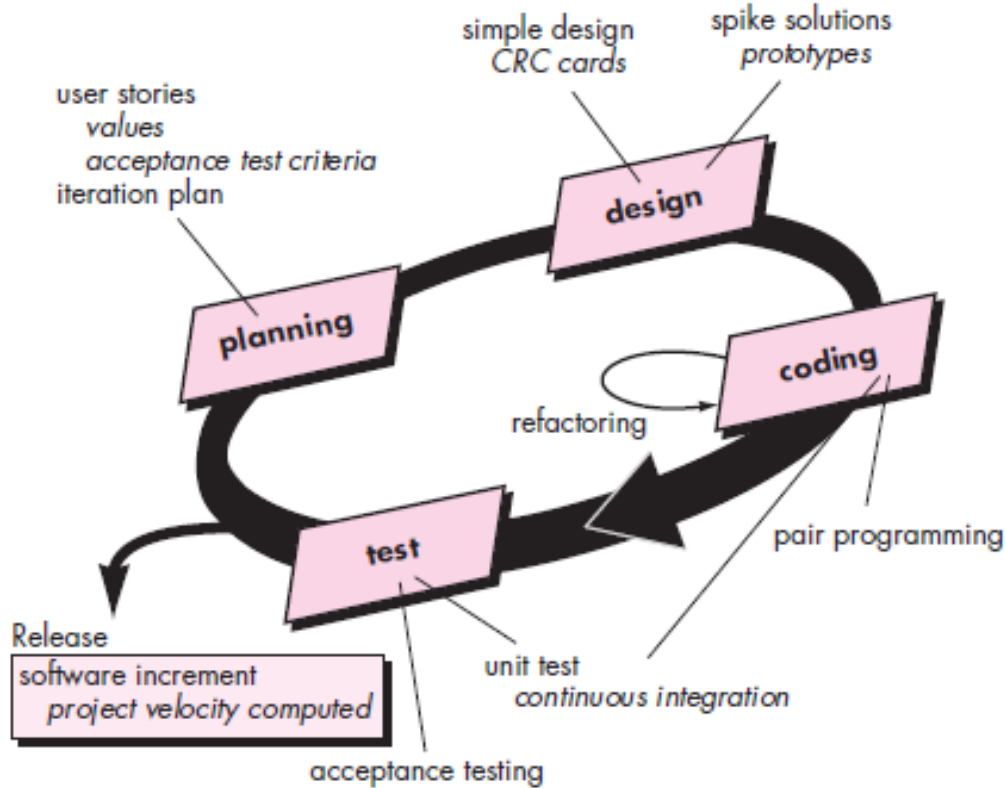 simple design
CRC cards
spike solutions
prototypes
user stories
values
acceptance test criteria
iteration plan
design
planning
coding
refactoring
test
pair programming
Release
software increment
project velocity computed
unit test
continuous integration
acceptance testing